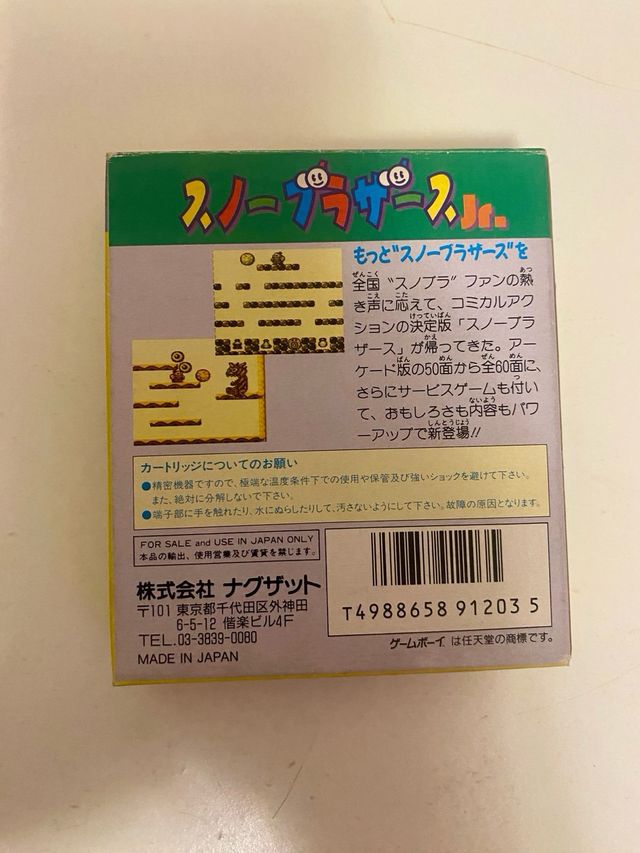 スノーブラザースJr.
もっと"スノーブラザース"を
全国"スノブラ"ファンの熱
き声に応えて、コミカルアク
ションの決定版「スノーブラ
ザース」が帰ってきた。アー
ケード版の50面から全60面に、
さらにサービスゲームも付い
て、おもしろさも内容もパワ
ーアップで新登場!!
カートリッジについてのお願い
●精密機器ですので、極端な温度条件下での使用や保管及び強いショックを避けて下さい。
また、絶対に分解しないで下さい。
●端子部に手を触れたり、水にぬらしたりして、汚さないようにして下さい。故障の原因となります。
FOR SALE and USE IN JAPAN ONLY
本品の輸出、使用営業及び賃貸を禁じます。
株式会社 ナグザット
〒101 東京都千代田区外神田
6-5-12 偕楽ビル4F
TEL.03-3839-0080
MADE IN JAPAN
T4988658 91203 5
ゲームボーイ は任天堂の商標です。